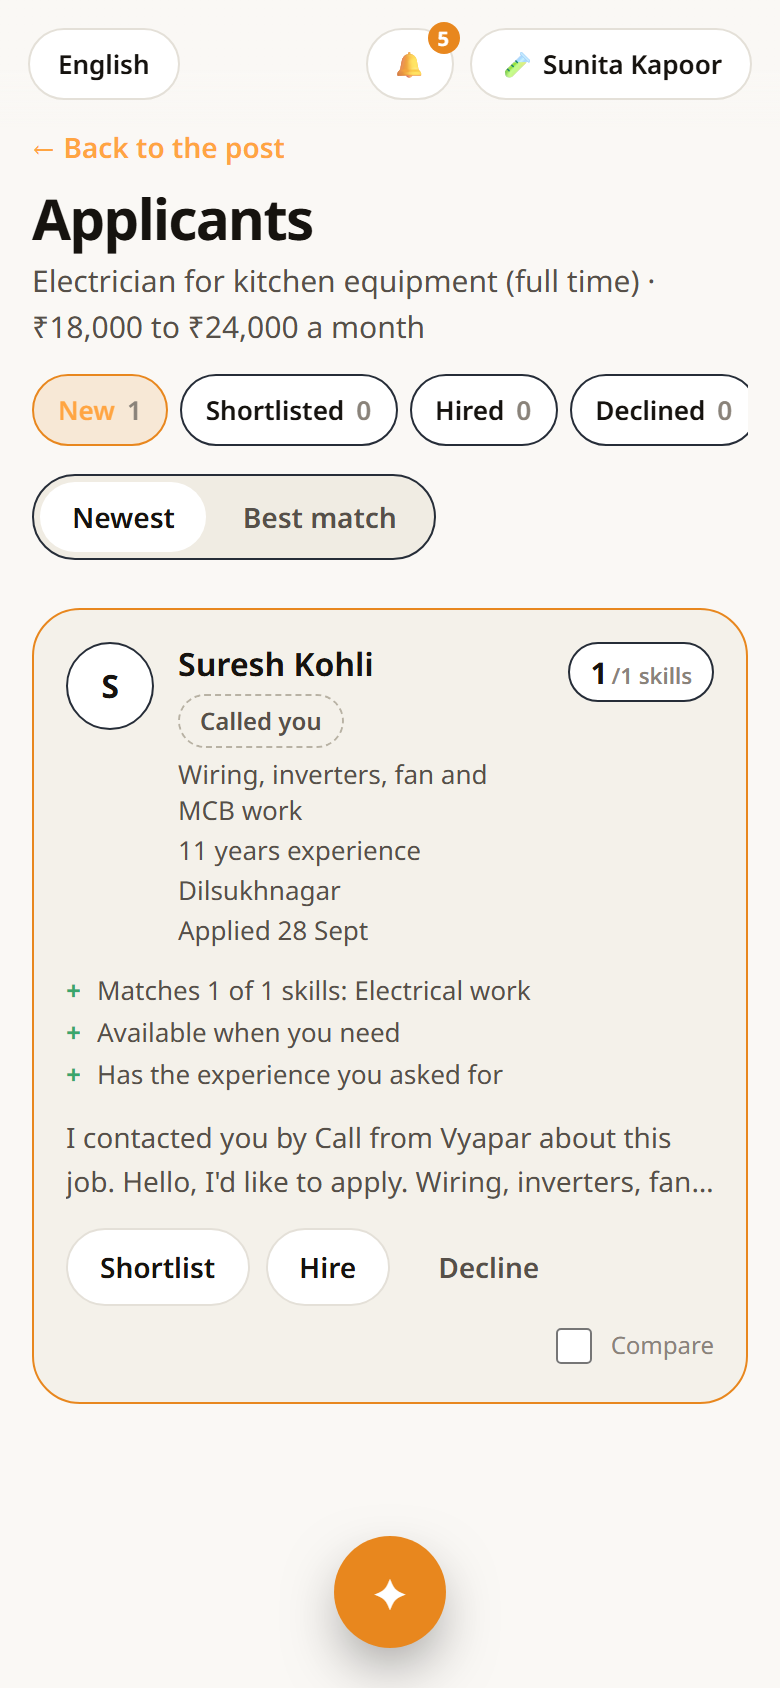 English
5
Sunita Kapoor
← Back to the post
Applicants
Electrician for kitchen equipment (full time) ·
₹18,000 to ₹24,000 a month
New 1
Shortlisted 0
Hired 0
Declined 0
Newest
Best match
S
Suresh Kohli
1/1 skills
Called you
Wiring, inverters, fan and
MCB work
11 years experience
Dilsukhnagar
Applied 28 Sept
+ Matches 1 of 1 skills: Electrical work
+ Available when you need
+ Has the experience you asked for
I contacted you by Call from Vyapar about this
job. Hello, I'd like to apply. Wiring, inverters, fan...
Shortlist
Hire
Decline
Compare